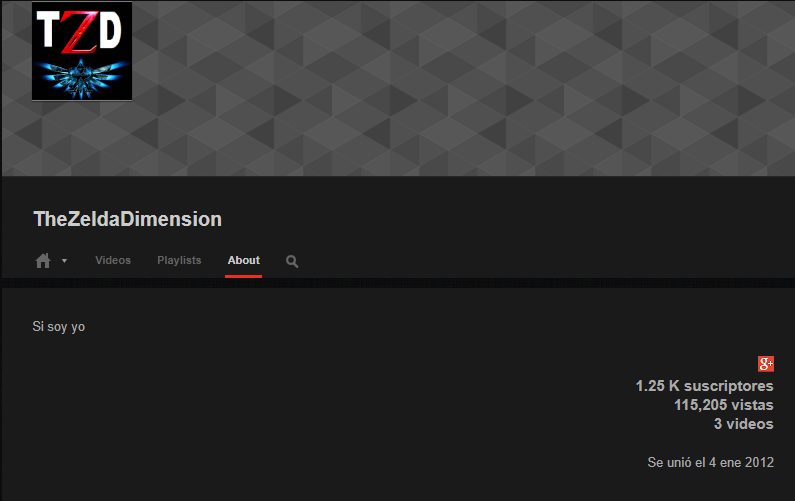 TZD
TheZeldaDimension
Videos Playlists About
Si soy yo
g+
1.25 K suscriptores
115,205 vistas
3 videos
Se unió el 4 ene 2012